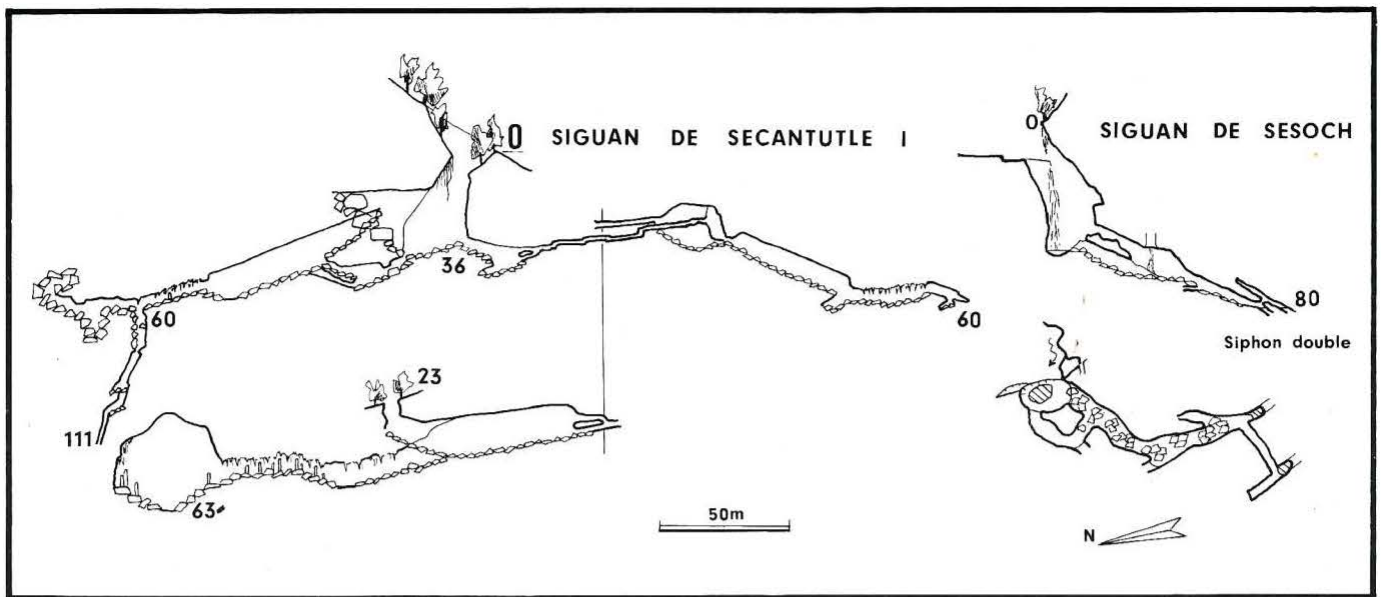 0 SIGUAN DE SECANTUTLE I
0 SIGUAN DE SESOCH
36
60
60
80
Siphon double
23
111
63
50m
N